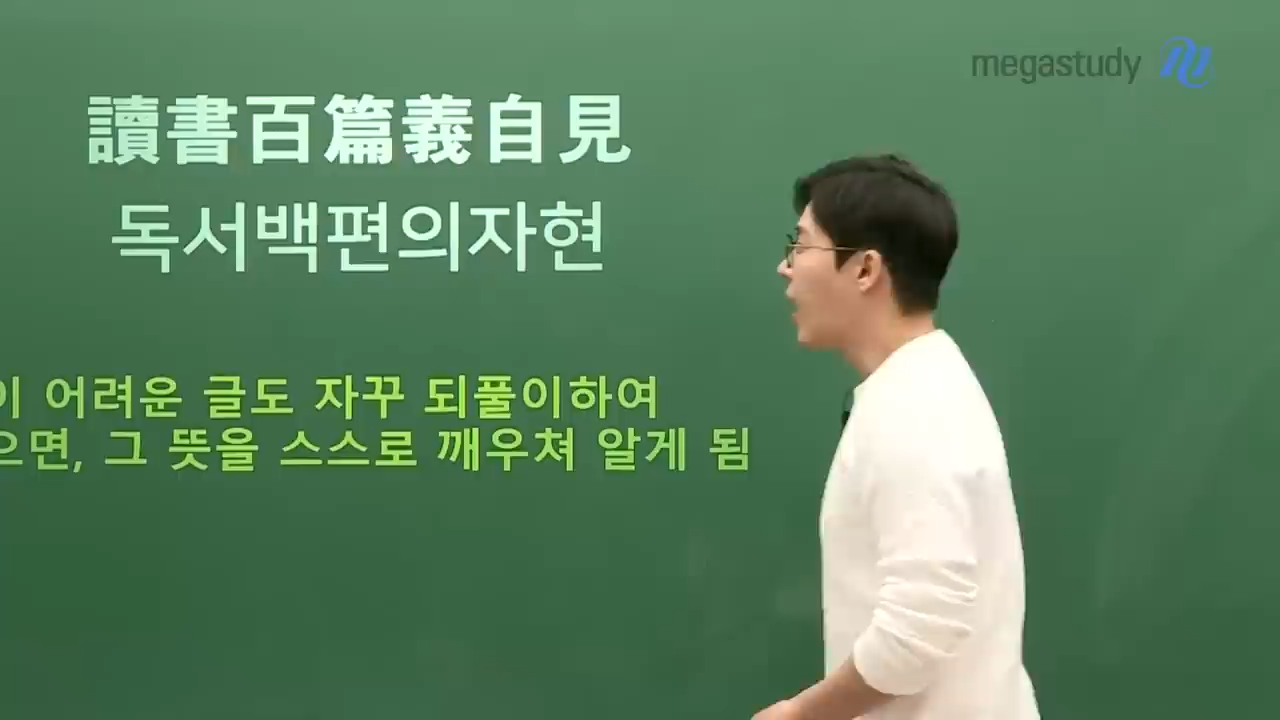 megastudy
讀書百篇義自見
독서백편의자현
이 어려운 글도 자꾸 되풀이하여
으면, 그 뜻을 스스로 깨우쳐 알게 됨